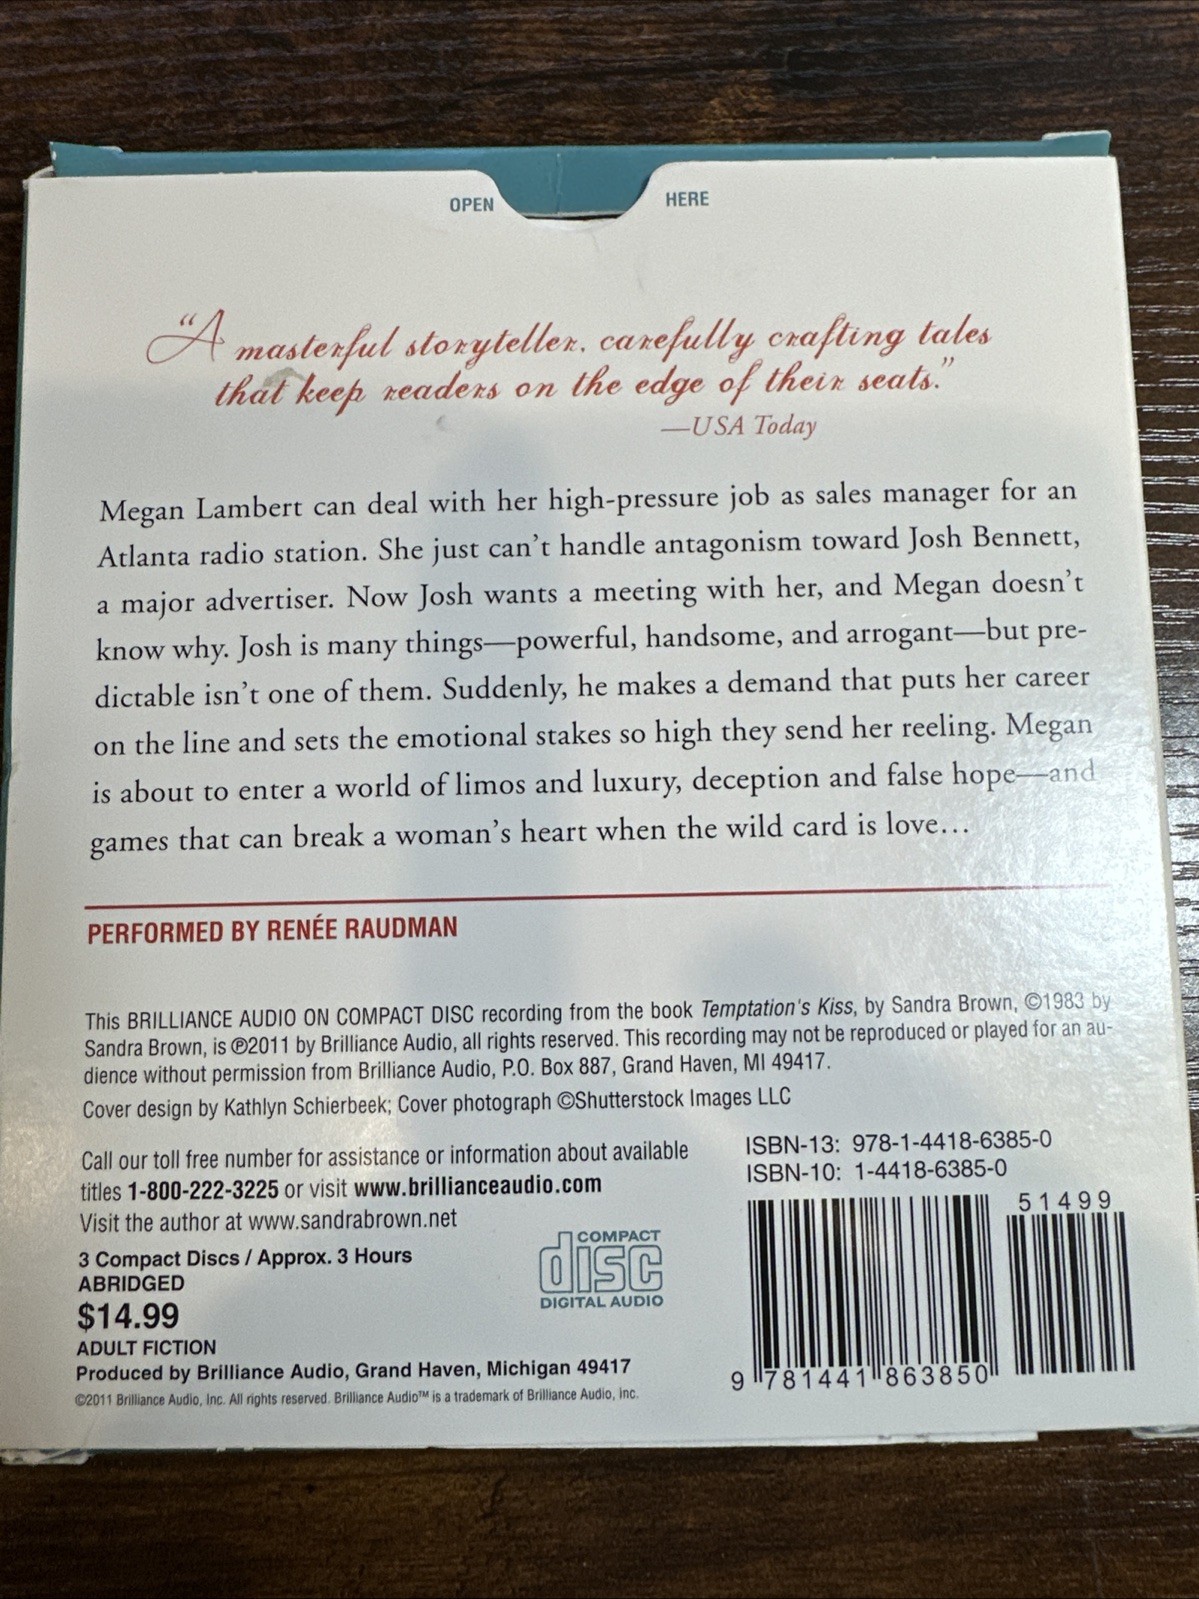 OPEN HERE
“A masterful storyteller, carefully crafting tales
that keep readers on the edge of their seats.”
—USA Today
Megan Lambert can deal with her high-pressure job as sales manager for an
Atlanta radio station. She just can’t handle antagonism toward Josh Bennett,
a major advertiser. Now Josh wants a meeting with her, and Megan doesn’t
know why. Josh is many things—powerful, handsome, and arrogant—but pre-
dictable isn’t one of them. Suddenly, he makes a demand that puts her career
on the line and sets the emotional stakes so high they send her reeling. Megan
is about to enter a world of limos and luxury, deception and false hope—and
games that can break a woman’s heart when the wild card is love...
PERFORMED BY RENÉE RAUDMAN
This BRILLIANCE AUDIO ON COMPACT DISC recording from the book Temptation's Kiss, by Sandra Brown, ©1983 by
Sandra Brown, is ℗2011 by Brilliance Audio, all rights reserved. This recording may not be reproduced or played for an au-
dience without permission from Brilliance Audio, P.O. Box 887, Grand Haven, MI 49417.
Cover design by Kathlyn Schierbeek; Cover photograph ©Shutterstock Images LLC
Call our toll free number for assistance or information about available
titles 1-800-222-3225 or visit www.brillianceaudio.com
Visit the author at www.sandrabrown.net
3 Compact Discs / Approx. 3 Hours
ABRIDGED
$14.99
ADULT FICTION
Produced by Brilliance Audio, Grand Haven, Michigan 49417
©2011 Brilliance Audio, Inc. All rights reserved. Brilliance Audio™ is a trademark of Brilliance Audio, Inc.
COMPACT
disc
DIGITAL AUDIO
ISBN-13: 978-1-4418-6385-0
ISBN-10: 1-4418-6385-0
51499
9 781441 863850